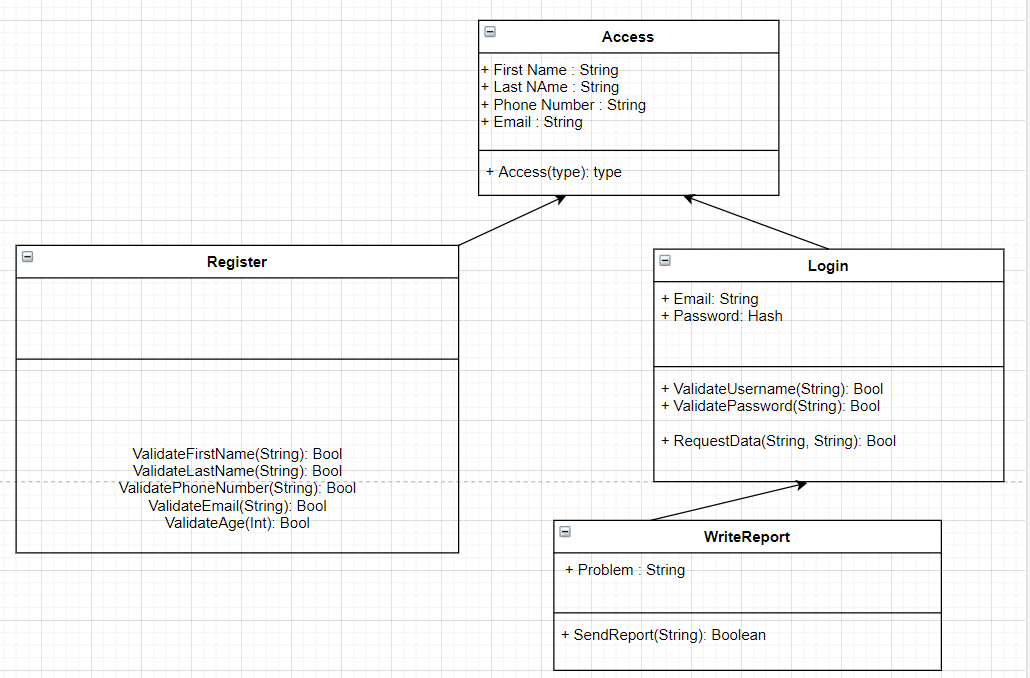 Access
+ First Name : String
+ Last NAme : String
+ Phone Number : String
+ Email : String
+ Access(type): type
Register
ValidateFirstName(String): Bool
ValidateLastName(String): Bool
ValidatePhoneNumber(String): Bool
ValidateEmail(String): Bool
ValidateAge(Int): Bool
Login
+ Email: String
+ Password: Hash
+ ValidateUsername(String): Bool
+ ValidatePassword(String): Bool
+ RequestData(String, String): Bool
WriteReport
+ Problem : String
+ SendReport(String): Boolean